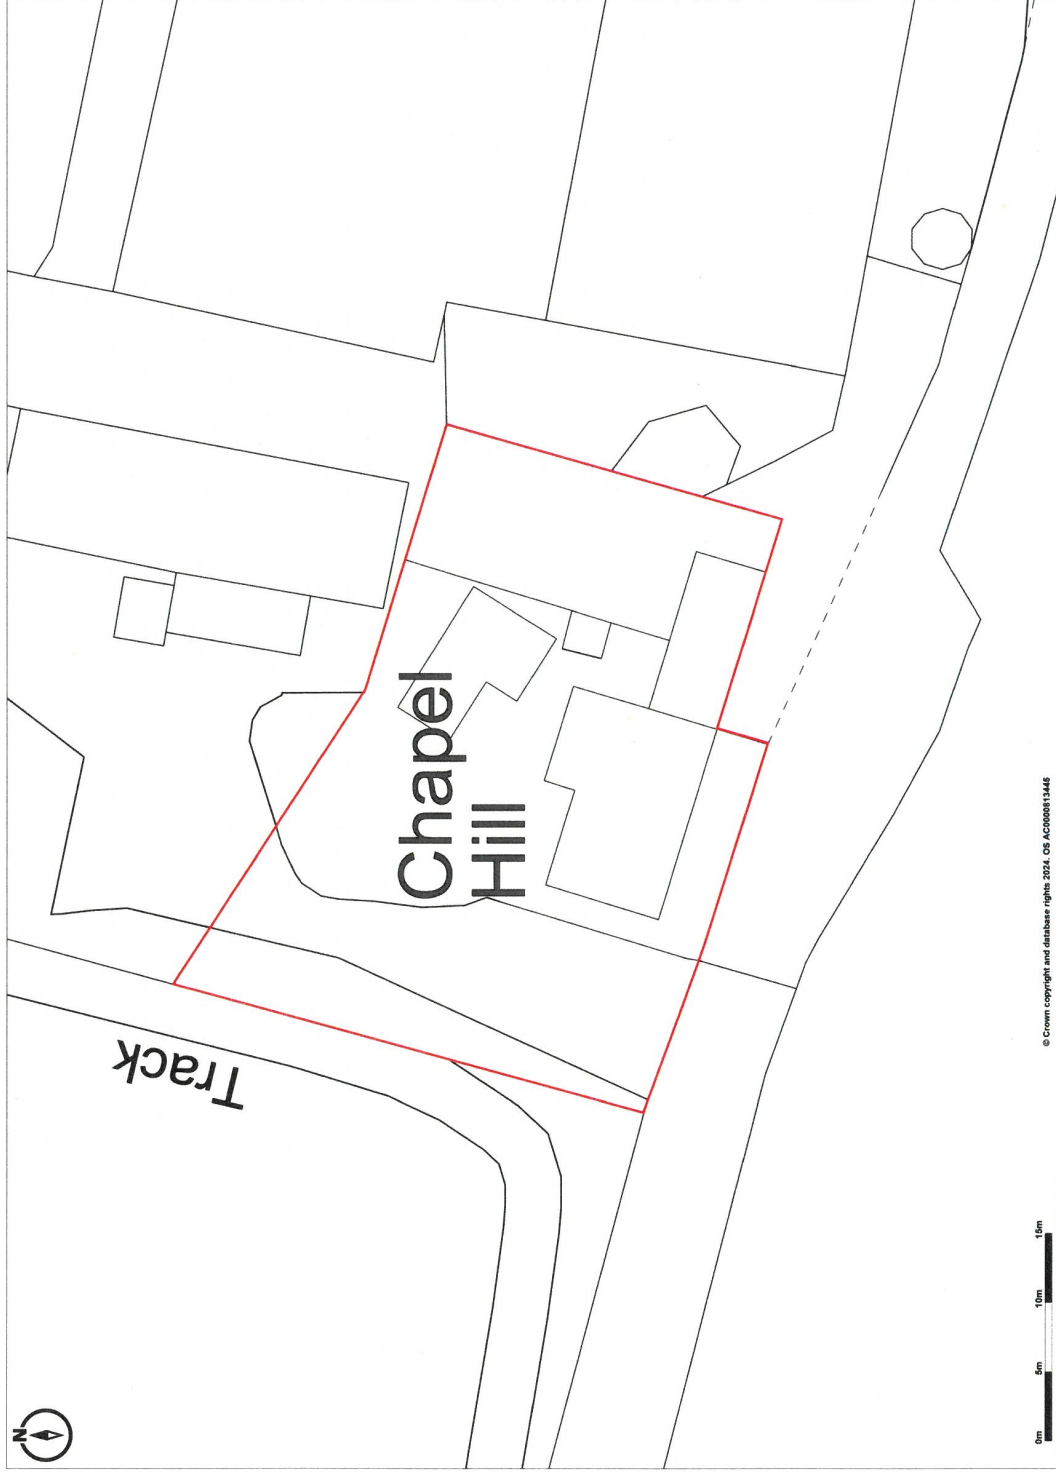 N
Track
Chapel
Hill
0m 5m 10m 15m
© Crown copyright and database rights 2024. OS AC0000813445